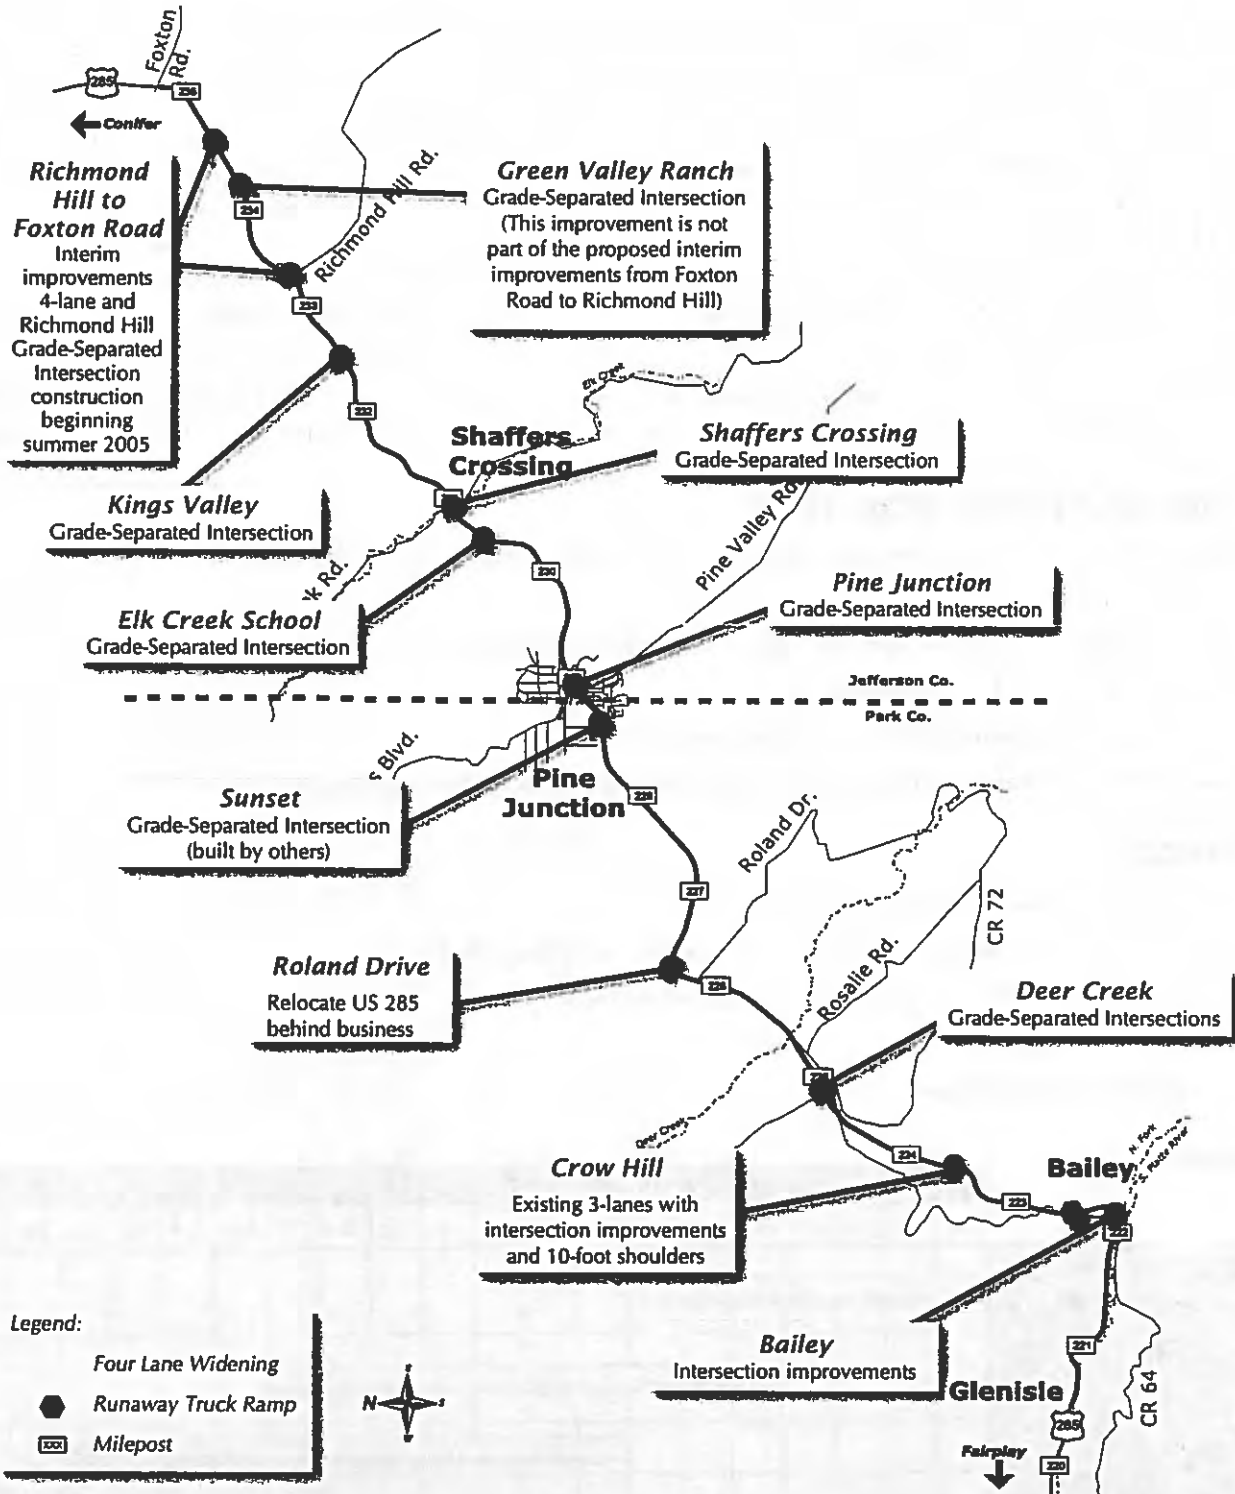 Foxton
Rd.
285
236
Conifer
Richmond
Hill to
Foxton Road
Interim
improvements
4-lane and
Richmond Hill
Grade-Separated
Intersection
construction
beginning
summer 2005
Green Valley Ranch
Grade-Separated Intersection
(This improvement is not
part of the proposed interim
improvements from Foxton
Road to Richmond Hill)
234
Richmond Hill Rd.
233
232
Elk Creek
Shaffers
Crossing
Shaffers Crossing
Grade-Separated Intersection
Kings Valley
Grade-Separated Intersection
k Rd.
230
Pine Valley Rd.
Elk Creek School
Grade-Separated Intersection
Pine Junction
Grade-Separated Intersection
Jefferson Co.
Park Co.
S Blvd.
Pine
Junction
Sunset
Grade-Separated Intersection
(built by others)
228
Roland Dr.
227
CR 72
Rosalie Rd.
Roland Drive
Relocate US 285
behind business
226
Deer Creek
Grade-Separated Intersections
Deer Creek
224
N. Fork
S. Platte River
Bailey
Crow Hill
Existing 3-lanes with
intersection improvements
and 10-foot shoulders
223
222
Bailey
Intersection improvements
221
Glenisle
CR 64
285
Fairplay
220
Legend:
Four Lane Widening
Runaway Truck Ramp
XXX Milepost
N